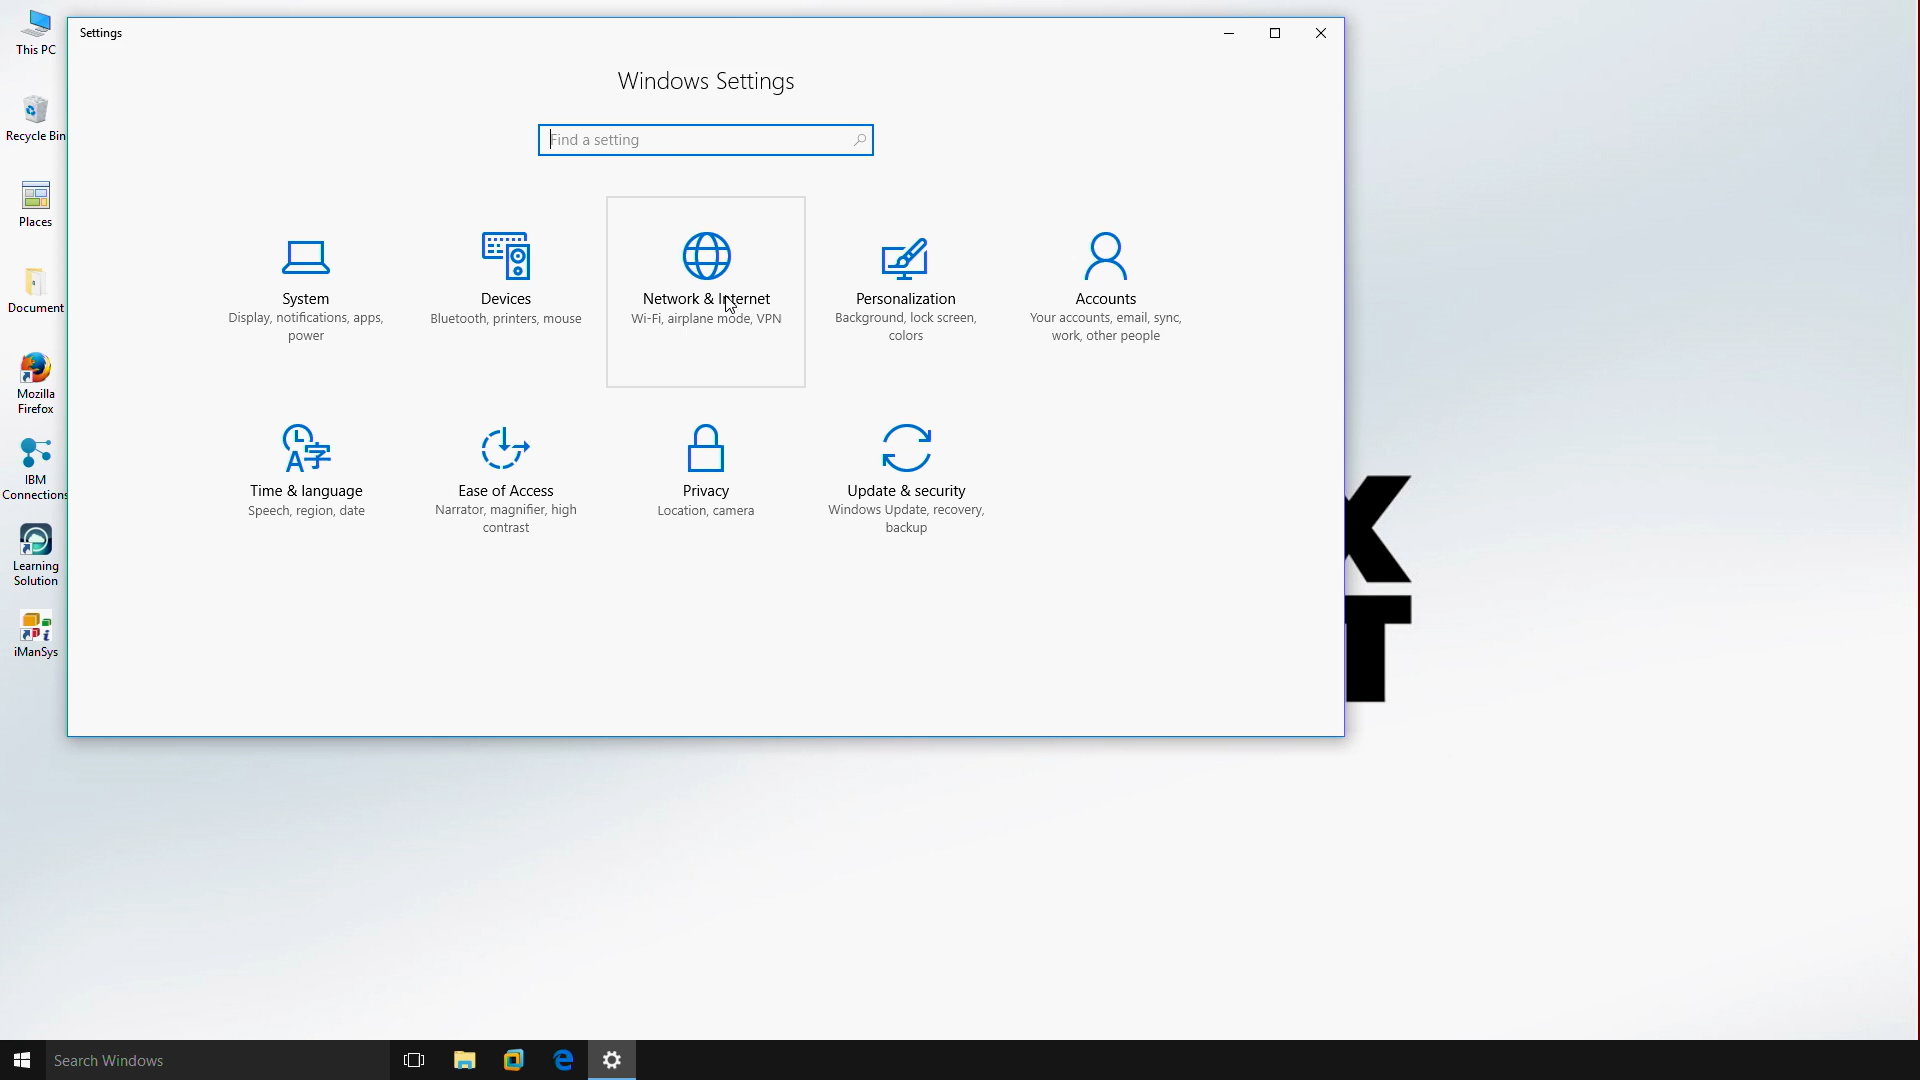 Settings
Windows Settings
Find a setting
System
Display, notifications, apps,
power
Devices
Bluetooth, printers, mouse
Network & Internet
Wi-Fi, airplane mode, VPN
Personalization
Background, lock screen,
colors
Accounts
Your accounts, email, sync,
work, other people
Time & language
Speech, region, date
Ease of Access
Narrator, magnifier, high
contrast
Privacy
Location, camera
Update & security
Windows Update, recovery,
backup
This PC
Recycle Bin
Places
Document
Mozilla
Firefox
IBM
Connections
Learning
Solution
iManSys
T
Search Windows